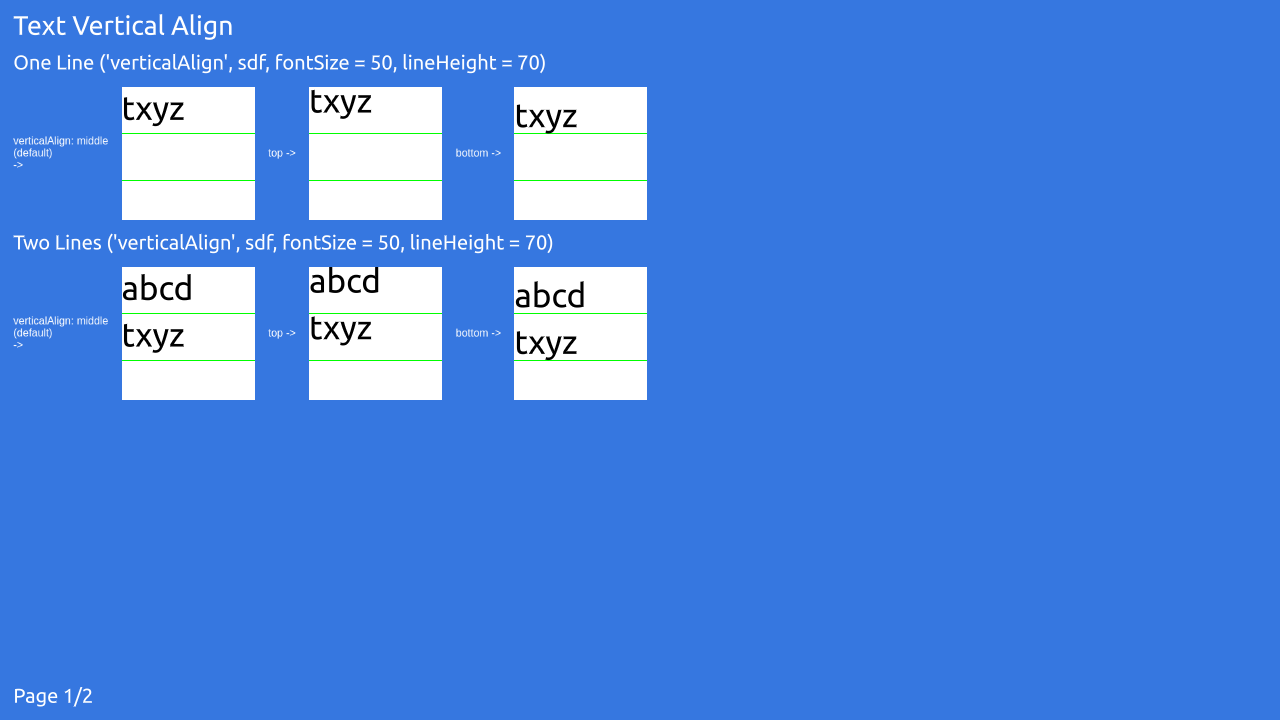 Text Vertical Align
One Line ('verticalAlign', sdf, fontSize = 50, lineHeight = 70)
verticalAlign: middle
(default)
->
txyz
top ->
txyz
bottom ->
txyz
Two Lines ('verticalAlign', sdf, fontSize = 50, lineHeight = 70)
verticalAlign: middle
(default)
->
abcd
txyz
top ->
abcd
txyz
bottom ->
abcd
txyz
Page 1/2